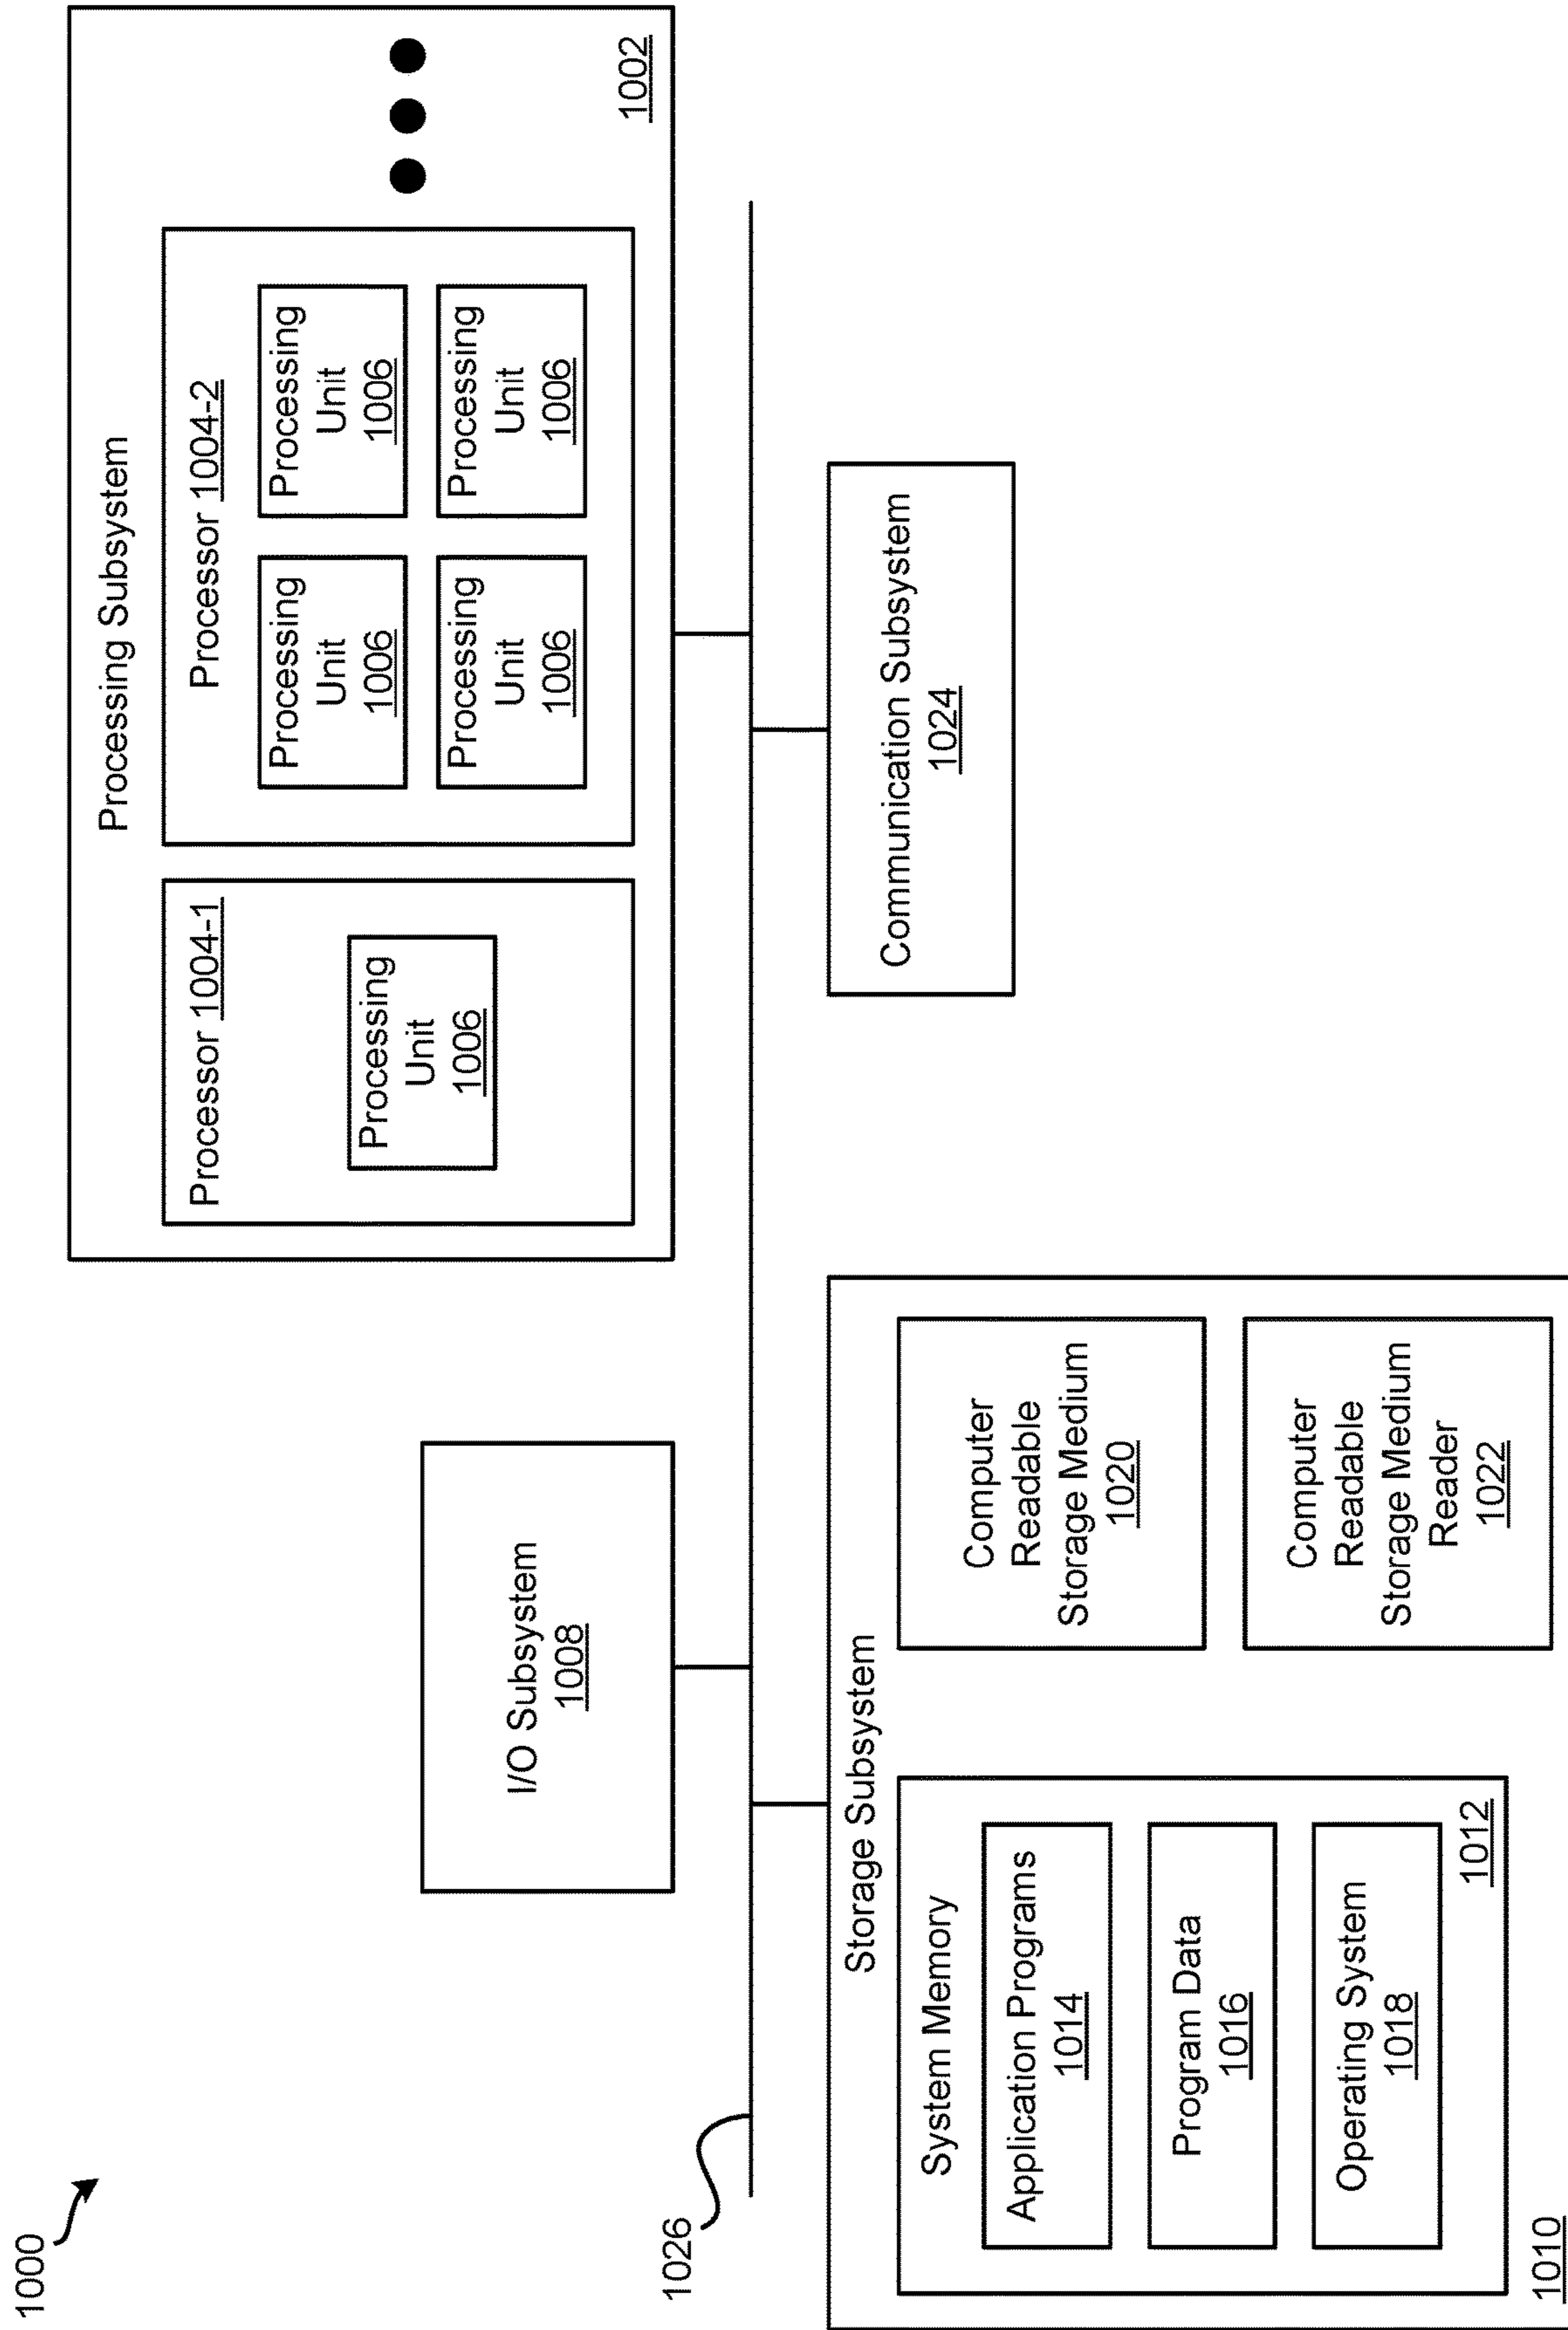 1000
I/O Subsystem
1008
Processing Subsystem
Processor 1004-1
Processing
Unit
1006
Processor 1004-2
Processing
Unit
1006
Processing
Unit
1006
Processing
Unit
1006
Processing
Unit
1006
1002
1026
Storage Subsystem
System Memory
Application Programs
1014
Program Data
1016
Operating System
1018
1012
1010
Computer
Readable
Storage Medium
1020
Computer
Readable
Storage Medium
Reader
1022
Communication Subsystem
1024